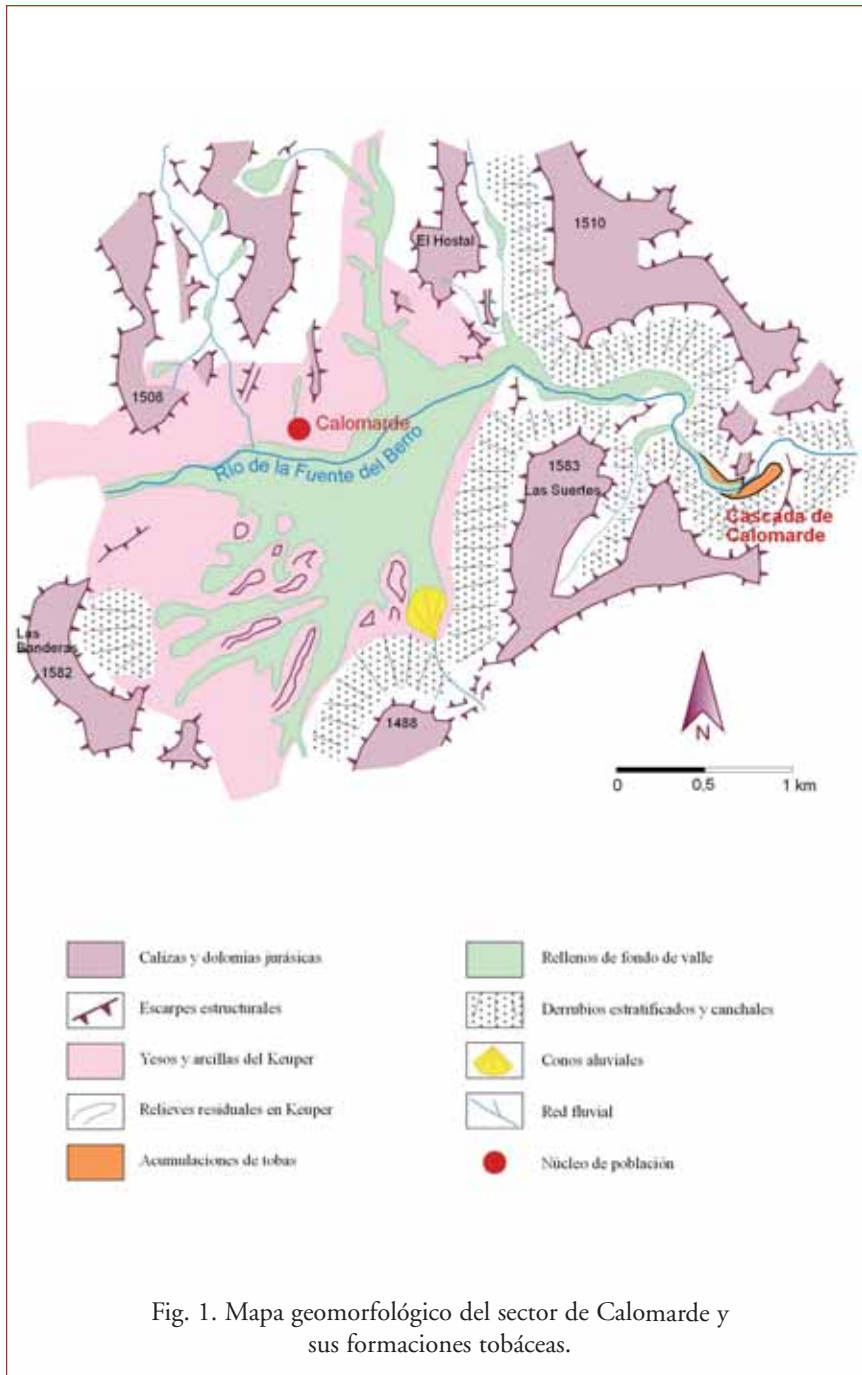 1510
El Hostal
1508
Calomarde
Río de la Fuente del Berro
1583
Las Suertes
Cascada de
Calomarde
Las
Banderas
1582
1488
N
0
0,5
1 km
Calizas y dolomias jurásicas
Escarpes estructurales
Yesos y arcillas del Keuper
Relieves residuales en Keuper
Acumulaciones de tobas
Rellenos de fondo de valle
Derrubios estratificados y canchales
Conos aluviales
Red fluvial
Núcleo de población
Fig. 1. Mapa geomorfológico del sector de Calomarde y
sus formaciones tobáceas.